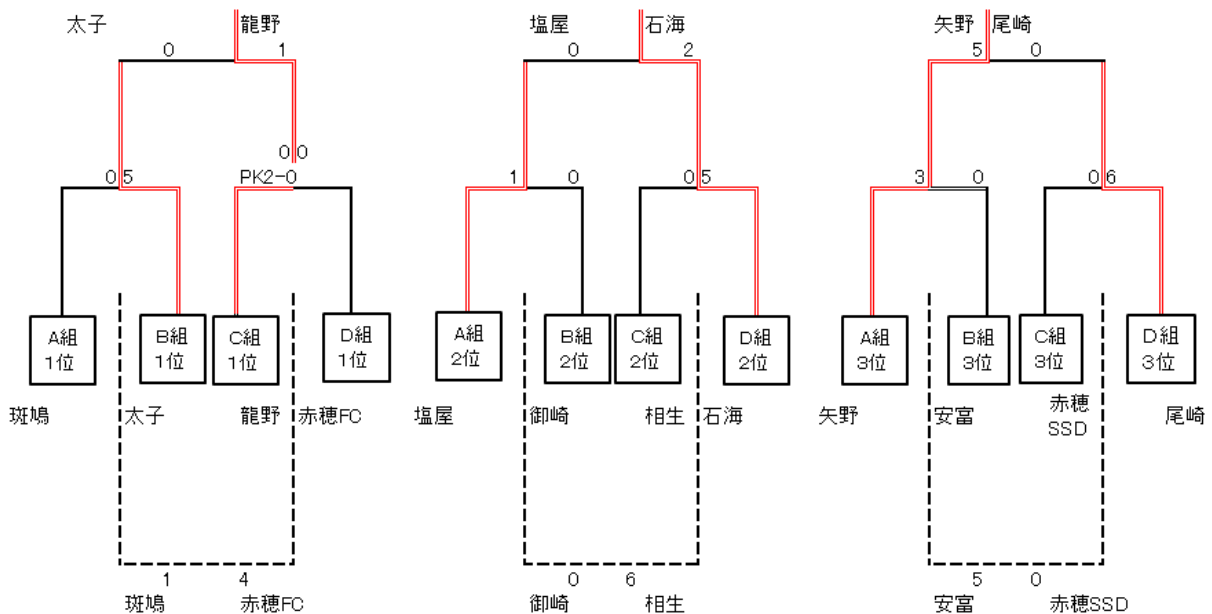 太子 龍野 塩屋 石海 矢野 尾崎
0 1 0 2 5 0
0 0
0 5 PK2-0 1 0 0 5 3 0 0 6
A組 B組 C組 D組 A組 B組 C組 D組 A組 B組 C組 D組
1位 1位 1位 1位 2位 2位 2位 2位 3位 3位 3位 3位
斑鳩 太子 龍野 赤穂FC 塩屋 御崎 相生 石海 矢野 安富 赤穂 尾崎
SSD
1 4 0 6 5 0
斑鳩 赤穂FC 御崎 相生 安富 赤穂SSD